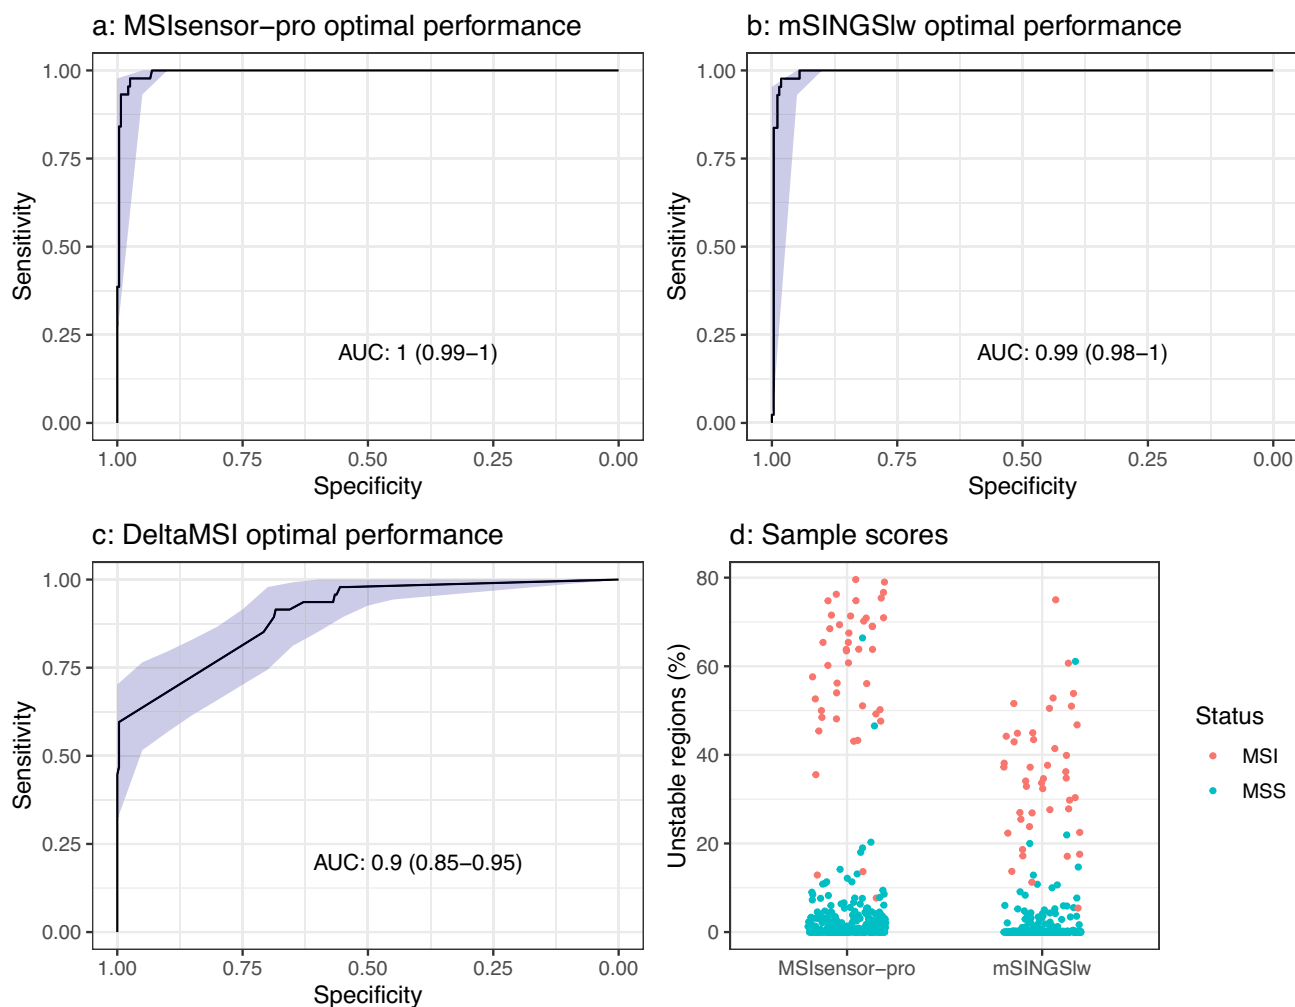 a: MSIsensor−pro optimal performance
1.00
0.75
0.50
0.25
0.00
Sensitivity
AUC: 1 (0.99−1)
1.00 0.75 0.50 0.25 0.00
Specificity
b: mSINGSlw optimal performance
1.00
0.75
0.50
0.25
0.00
Sensitivity
AUC: 0.99 (0.98−1)
1.00 0.75 0.50 0.25 0.00
Specificity
c: DeltaMSI optimal performance
1.00
0.75
0.50
0.25
0.00
Sensitivity
AUC: 0.9 (0.85−0.95)
1.00 0.75 0.50 0.25 0.00
Specificity
d: Sample scores
80
60
40
20
0
Unstable regions (%)
MSIsensor−pro mSINGSlw
Status
MSI
MSS